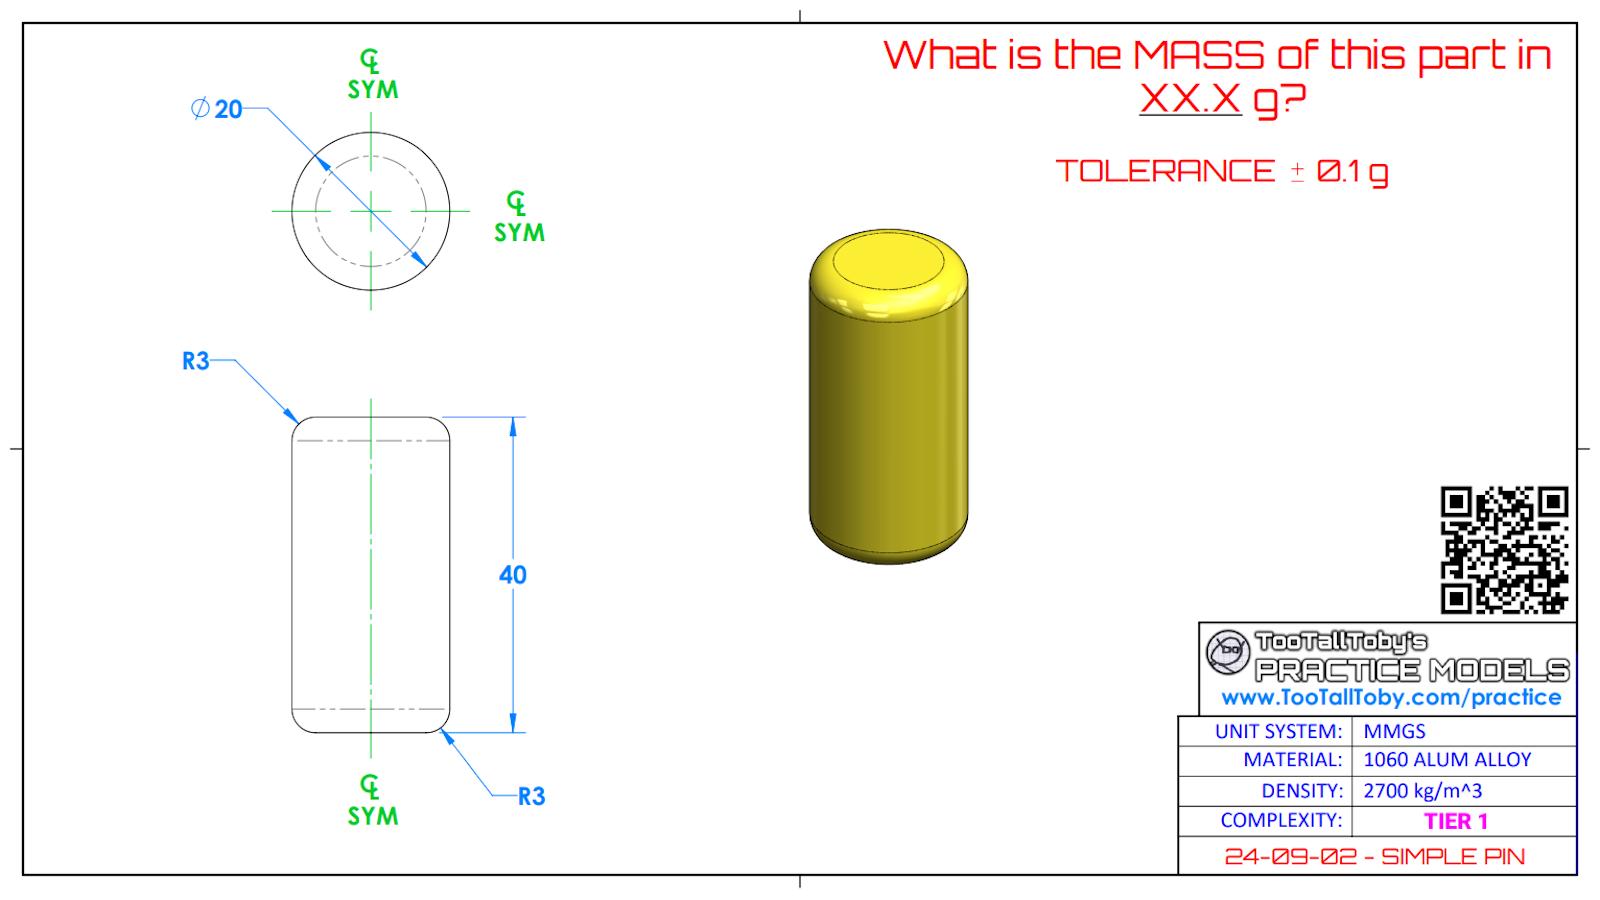 What is the MASS of this part in
XX.X g?
TOLERANCE ± 0.1 g
℄
SYM
∅20
℄
SYM
R3
40
R3
℄
SYM
TooTallToby's
PRACTICE MODELS
www.TooTallToby.com/practice
UNIT SYSTEM: MMGS
MATERIAL: 1060 ALUM ALLOY
DENSITY: 2700 kg/m^3
COMPLEXITY: TIER 1
24-09-02 - SIMPLE PIN